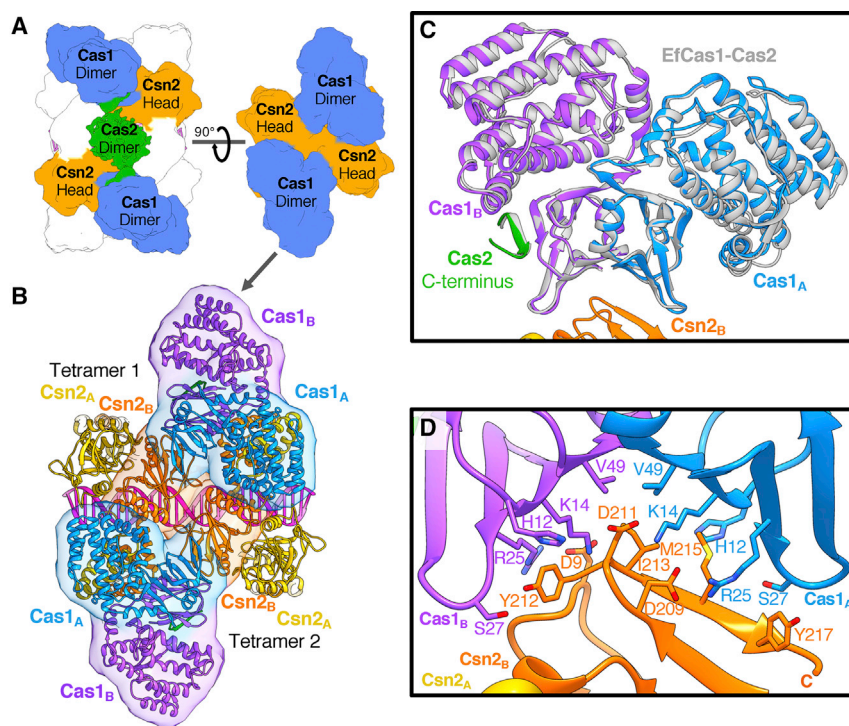 A
Cas1
Dimer
Csn2
Head
Cas2
Dimer
Csn2
Head
Cas1
Dimer
90°
Cas1
Dimer
Csn2
Head
Csn2
Head
Cas1
Dimer
B
Cas1B
Tetramer 1
Csn2A
Csn2B
Cas1A
Cas1A
Csn2B
Csn2A
Tetramer 2
Cas1B
C
EfCas1-Cas2
Cas1B
Cas2
C-terminus
Cas1A
Csn2B
D
V49
V49
K14
D211
K14
H12
M215
H12
R25
D9
I213
R25
S27
Y212
D209
Cas1B
S27
Cas1A
Y217
Csn2B
Csn2A
C